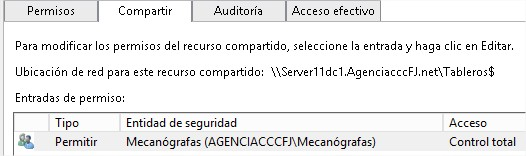 Permisos Compartir Auditoría Acceso efectivo
Para modificar los permisos del recurso compartido, seleccione la entrada y haga clic en Editar.
Ubicación de red para este recurso compartido: \\Server11dc1.AgenciacccFJ.net\Tableros$
Entradas de permiso:
Tipo Entidad de seguridad Acceso
Permitir Mecanógrafas (AGENCIACCCFJ\Mecanógrafas) Control total